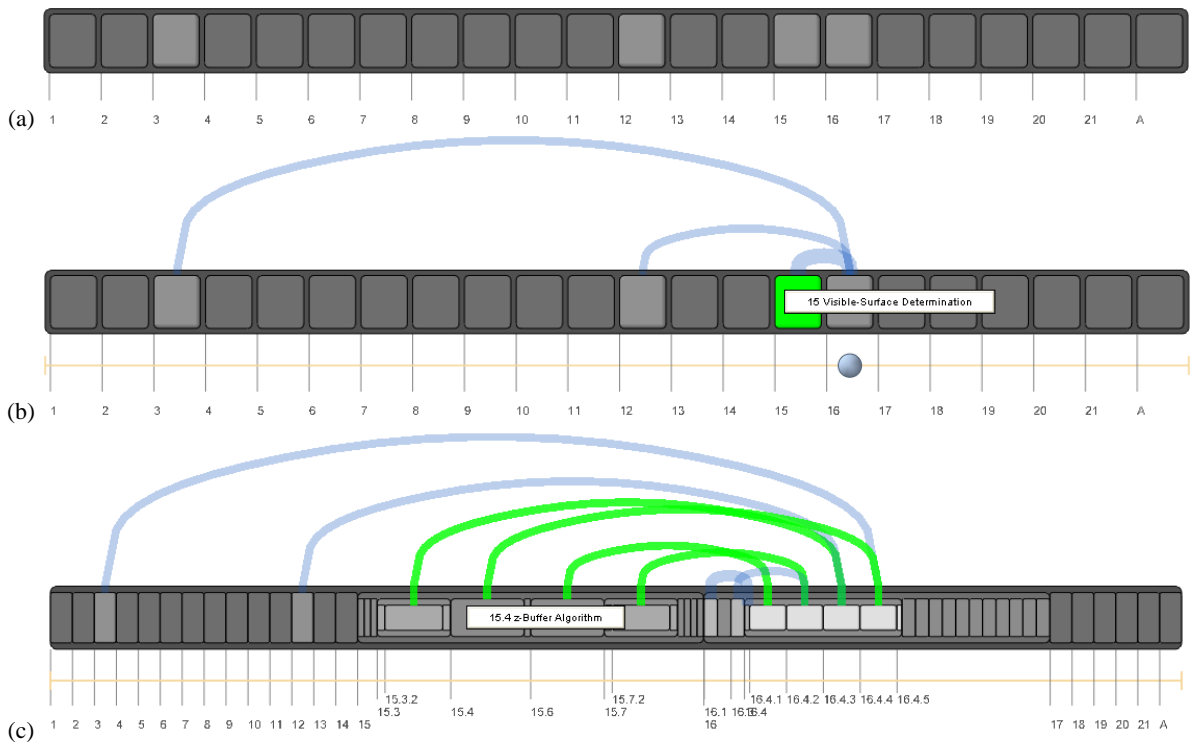 (a)
1 2 3 4 5 6 7 8 9 10 11 12 13 14 15 16 17 18 19 20 21 A
15 Visible-Surface Determination
(b)
1 2 3 4 5 6 7 8 9 10 11 12 13 14 15 16 17 18 19 20 21 A
15.4 z-Buffer Algorithm
15.3.2 15.7.2 16.4.1 16.4.2 16.4.3 16.4.4 16.4.5
15.3 15.4 15.6 15.7 16.1 16.4
(c)
1 2 3 4 5 6 7 8 9 10 11 12 13 14 15 16 17 18 19 20 21 A